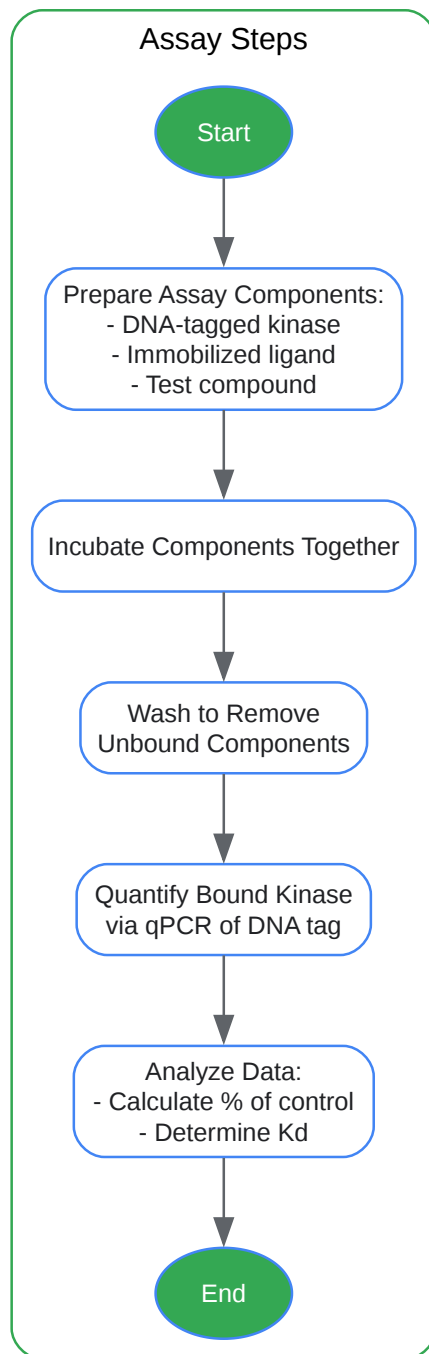 Assay Steps
Start
Prepare Assay Components:
- DNA-tagged kinase
- Immobilized ligand
- Test compound
Incubate Components Together
Wash to Remove
Unbound Components
Quantify Bound Kinase
via qPCR of DNA tag
Analyze Data:
- Calculate % of control
- Determine Kd
End